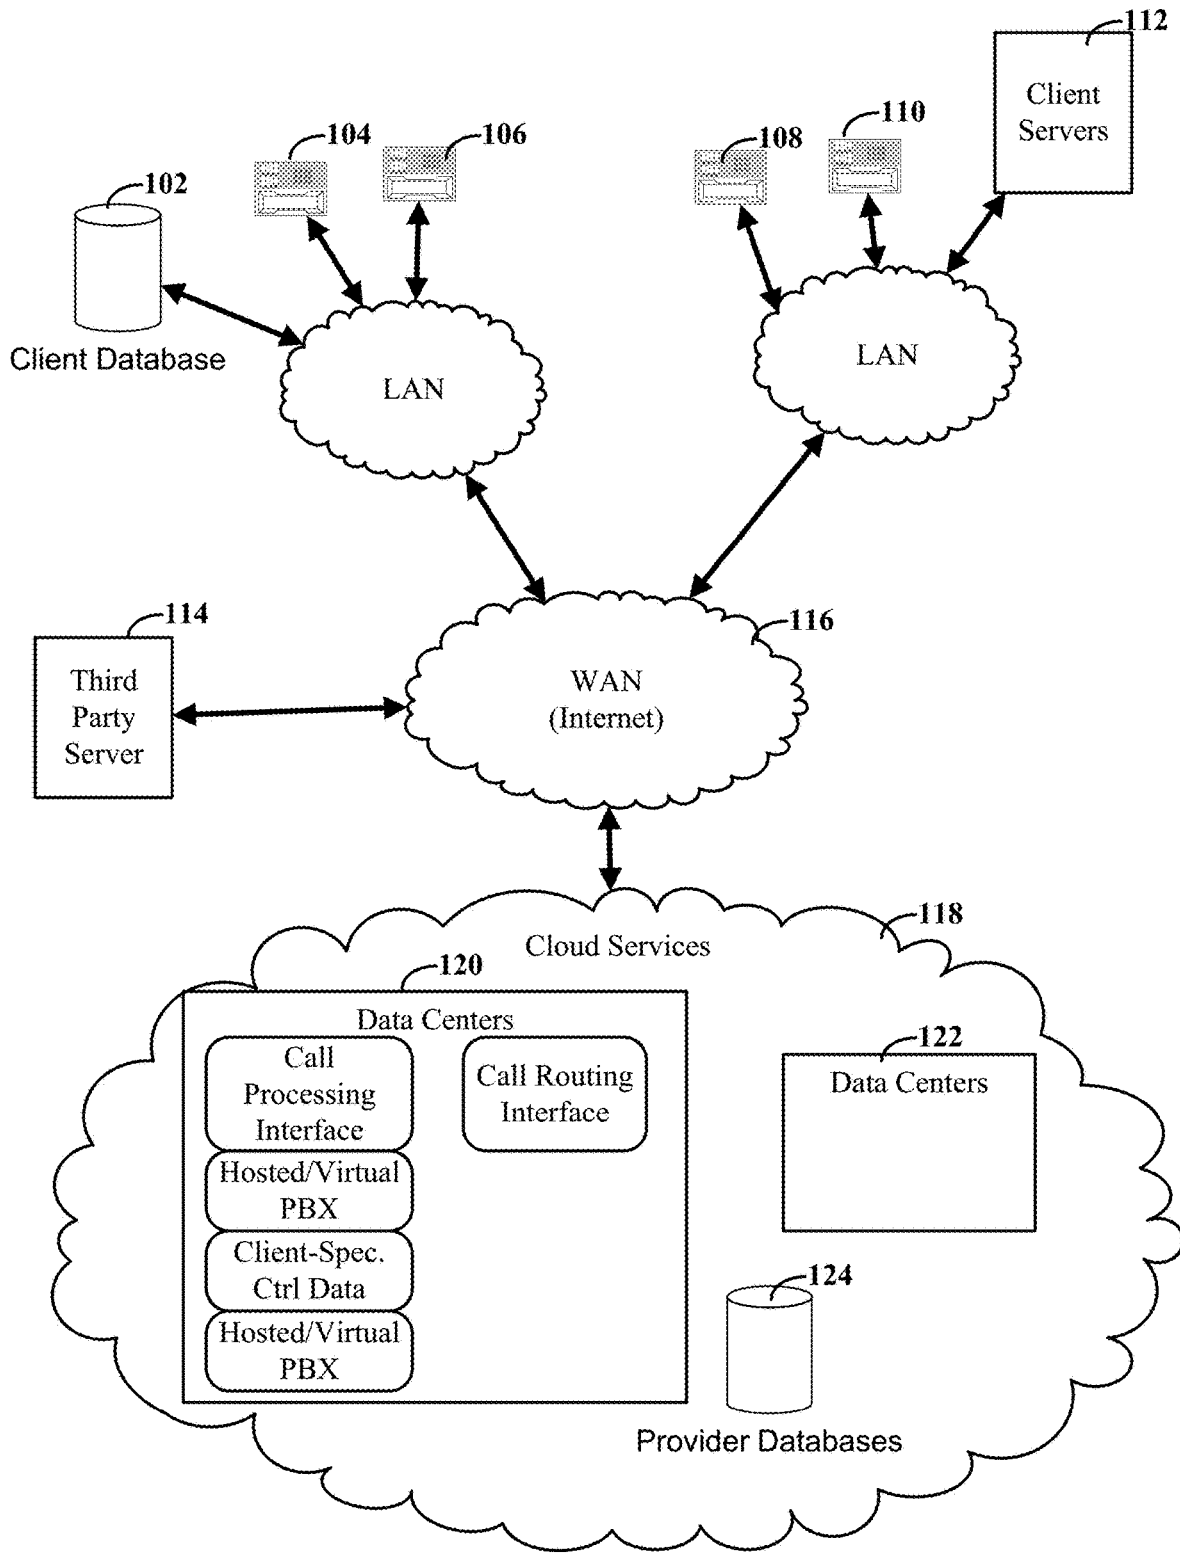 112
Client
Servers
104
106
108
110
102
Client Database
LAN
LAN
114
Third
Party
Server
116
WAN
(Internet)
118
Cloud Services
120
Data Centers
Call
Processing
Interface
Call Routing
Interface
Hosted/Virtual
PBX
Client-Spec.
Ctrl Data
Hosted/Virtual
PBX
122
Data Centers
124
Provider Databases